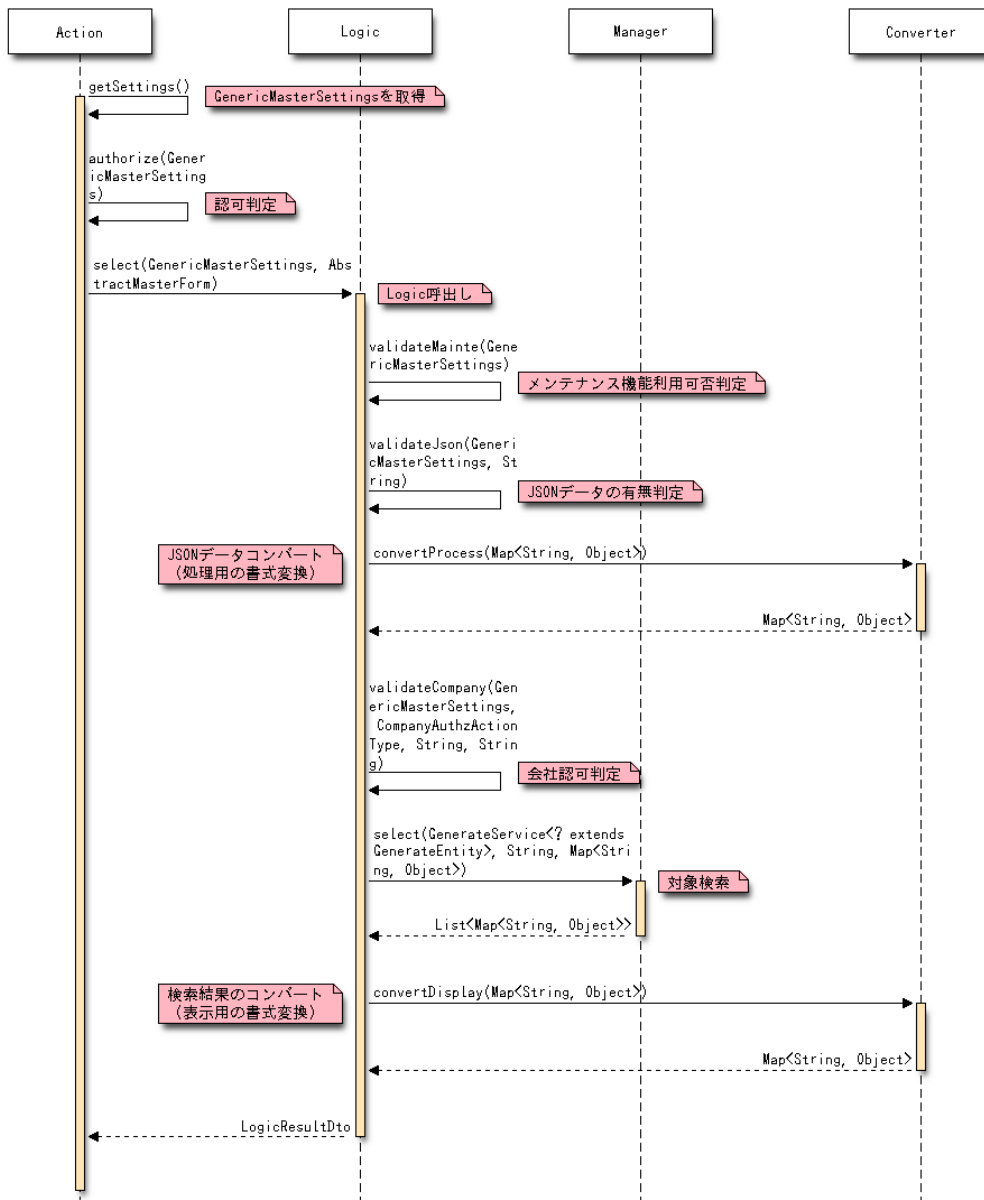 Action
Logic
Manager
Converter
getSettings()
GenericMasterSettingsを取得
authorize(Gener
icMasterSetting
s)
認可判定
select(GenericMasterSettings, Abs
tractMasterForm)
Logic呼出し
validateMainte(Gene
ricMasterSettings)
メンテナンス機能利用可否判定
validateJson(Generi
cMasterSettings, St
ring)
JSONデータの有無判定
JSONデータコンバート
（処理用の書式変換）
convertProcess(Map<String, Object>)
Map<String, Object>
validateCompany(Gen
ericMasterSettings,
CompanyAuthzAction
Type, String, Strin
g)
会社認可判定
select(GenerateService<? extends
GenerateEntity>, String, Map<Stri
ng, Object>)
対象検索
List<Map<String, Object>>
検索結果のコンバート
（表示用の書式変換）
convertDisplay(Map<String, Object>)
Map<String, Object>
LogicResultDto